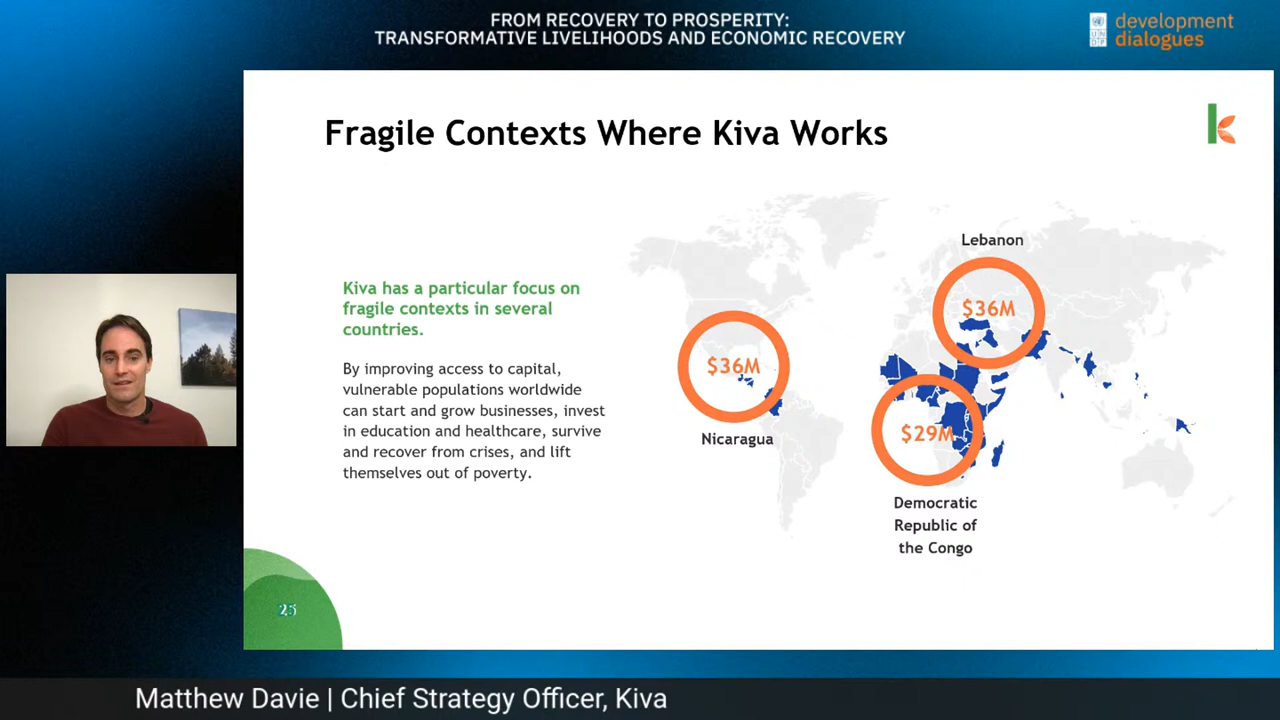 FROM RECOVERY TO PROSPERITY:
TRANSFORMATIVE LIVELIHOODS AND ECONOMIC RECOVERY
UN
DP
development
dialogues
Fragile Contexts Where Kiva Works
k
Kiva has a particular focus on
fragile contexts in several
countries.
By improving access to capital,
vulnerable populations worldwide
can start and grow businesses, invest
in education and healthcare, survive
and recover from crises, and lift
themselves out of poverty.
Lebanon
$36M
$36M
Nicaragua
$29M
Democratic
Republic of
the Congo
25
Matthew Davie | Chief Strategy Officer, Kiva